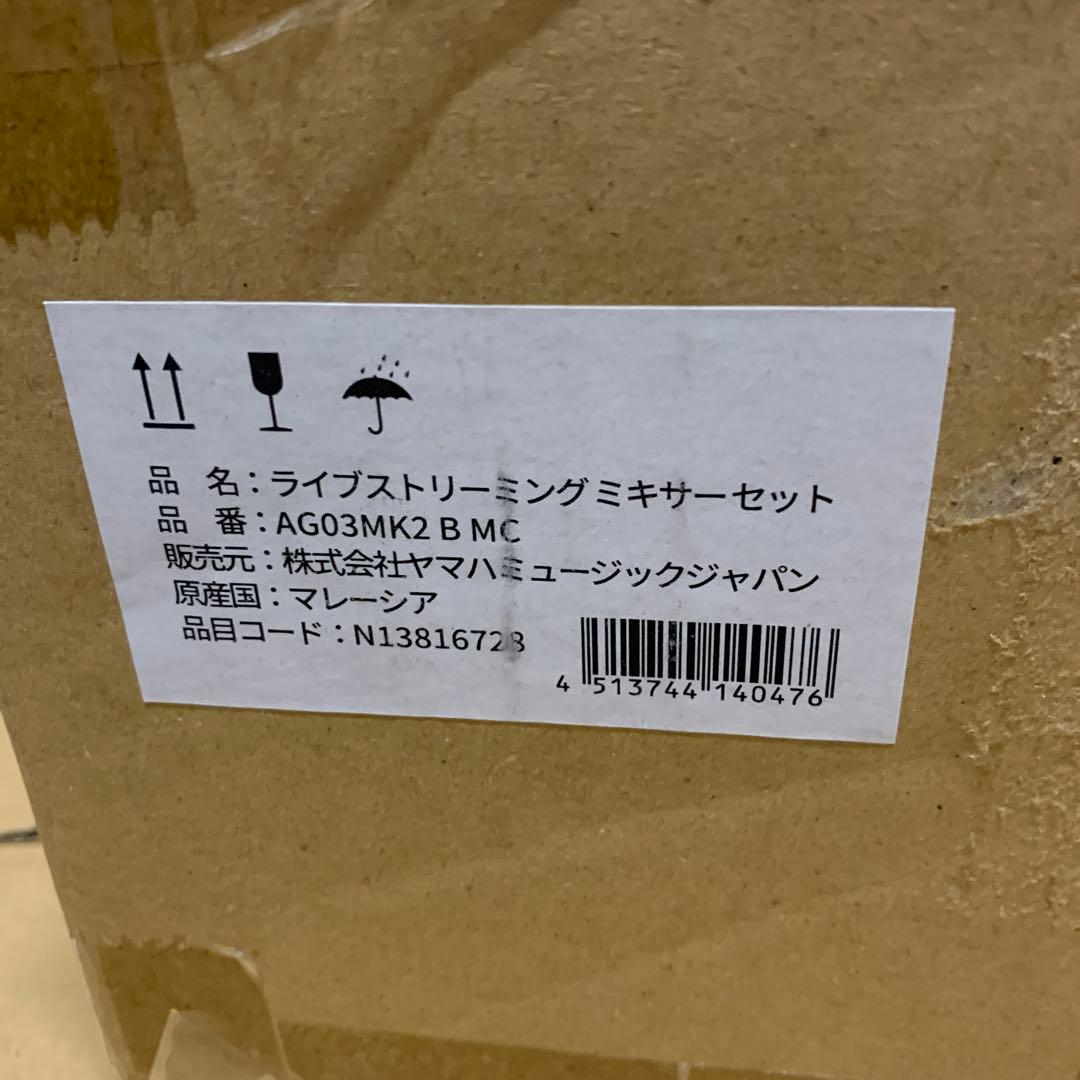 品 名：ライブストリーミングミキサーセット
品 番：AG03MK2 B MC
販売元：株式会社ヤマハミュージックジャパン
原産国：マレーシア
品目コード：N13816728
4 513744 140476